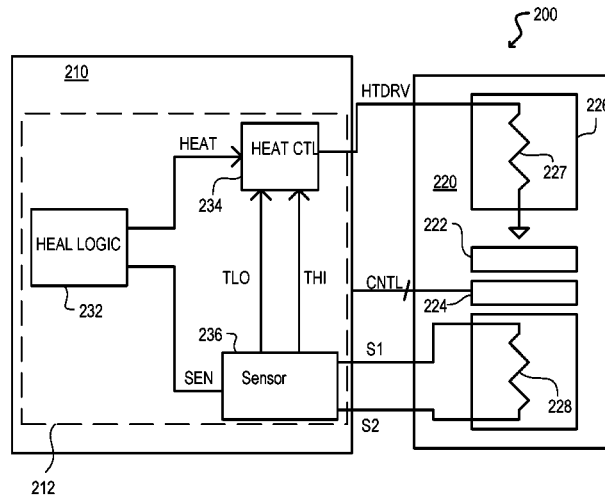 200
210
HTDRV
226
HEAT
HEAT CTL
234
220
227
HEAL LOGIC
222
232
TLO
THI
CNTL
224
236
S1
SEN
Sensor
228
S2
212